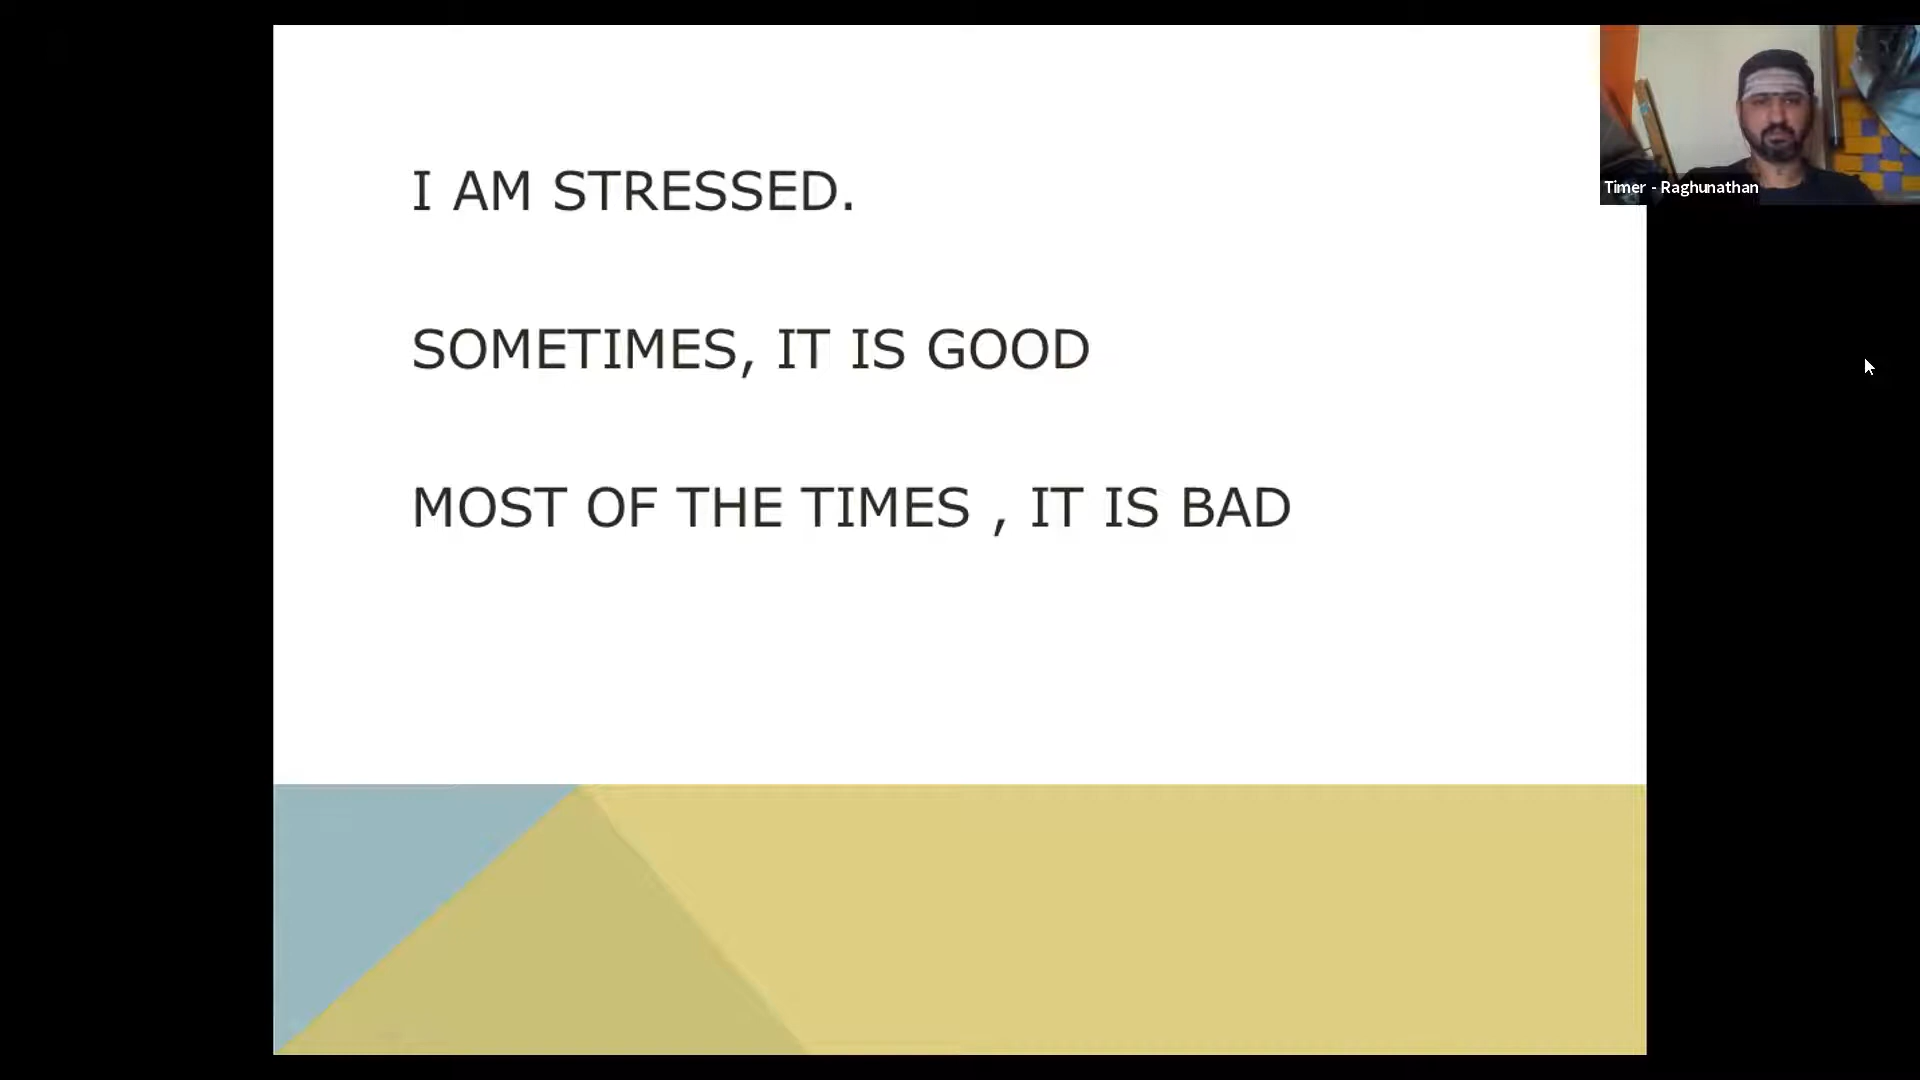 I AM STRESSED.
SOMETIMES, IT IS GOOD
MOST OF THE TIMES , IT IS BAD
Timer - Raghunathan